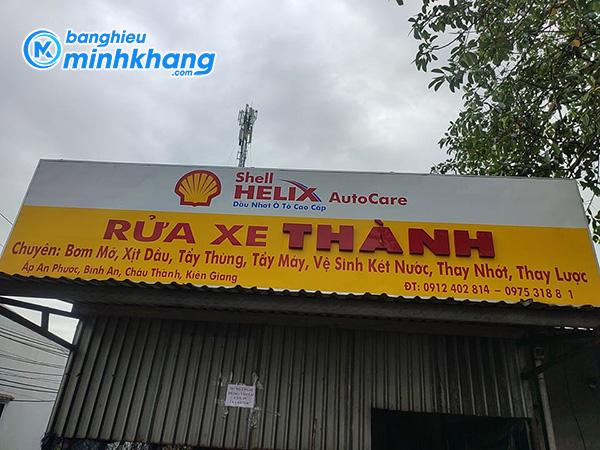 banghieu
minhkhang
.com
Shell
HELIX AutoCare
Dầu Nhớt Ô Tô Cao Cấp
RỬA XE THÀNH
Chuyên: Bơm Mỡ, Xịt Dầu, Tẩy Thùng, Tẩy Máy, Vệ Sinh Két Nước, Thay Nhớt, Thay Lược
Ấp An Phước, Bình An, Châu Thành, Kiên Giang
ĐT: 0912 402 814 – 0975 318 8 1